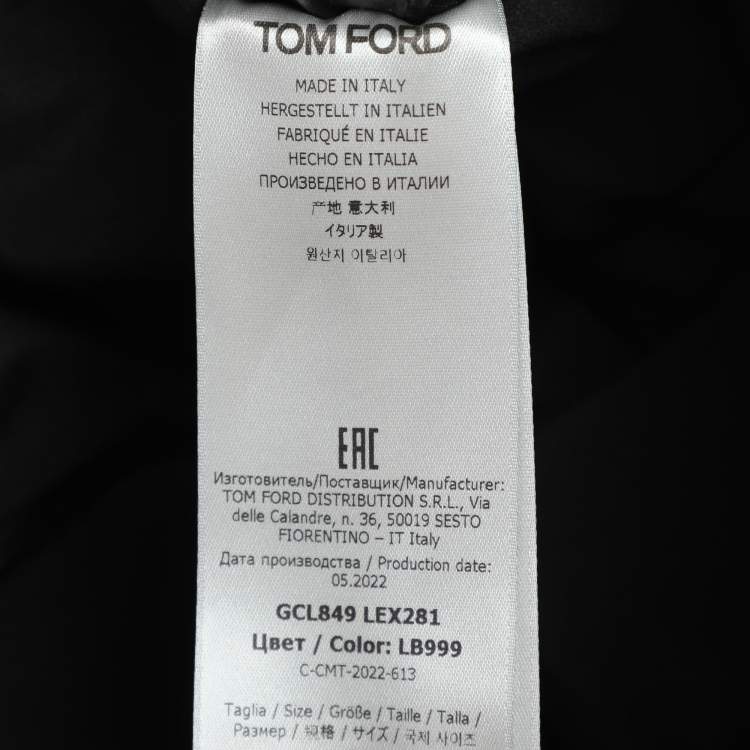 TOM FORD
MADE IN ITALY
HERGESTELLT IN ITALIEN
FABRIQUÉ EN ITALIE
HECHO EN ITALIA
ПРОИЗВЕДЕНО В ИТАЛИИ
产地 意大利
イタリア製
원산지 이탈리아
EAC
Изготовитель/Поставщик/Manufacturer:
TOM FORD DISTRIBUTION S.R.L., Via
delle Calandre, n. 36, 50019 SESTO
FIORENTINO – IT Italy
Дата производства / Production date:
05.2022
GCL849 LEX281
Цвет / Color: LB999
C-CMT-2022-613
Taglia / Size / Größe / Taille / Talla /
Размер / 规格 / サイズ / 국제 사이즈